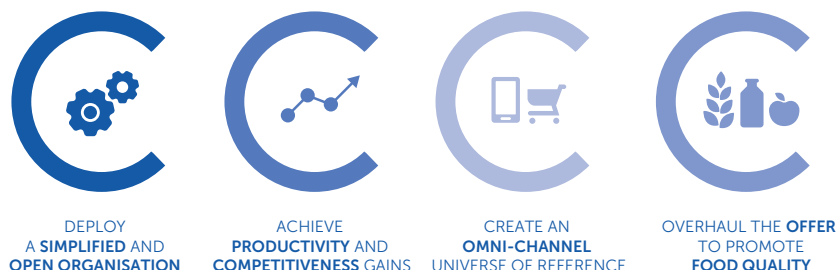 DEPLOY
A SIMPLIFIED AND
OPEN ORGANISATION
ACHIEVE
PRODUCTIVITY AND
COMPETITIVENESS GAINS
CREATE AN
OMNI-CHANNEL
UNIVERSE OF REFERENCE
OVERHAUL THE OFFER
TO PROMOTE
FOOD QUALITY